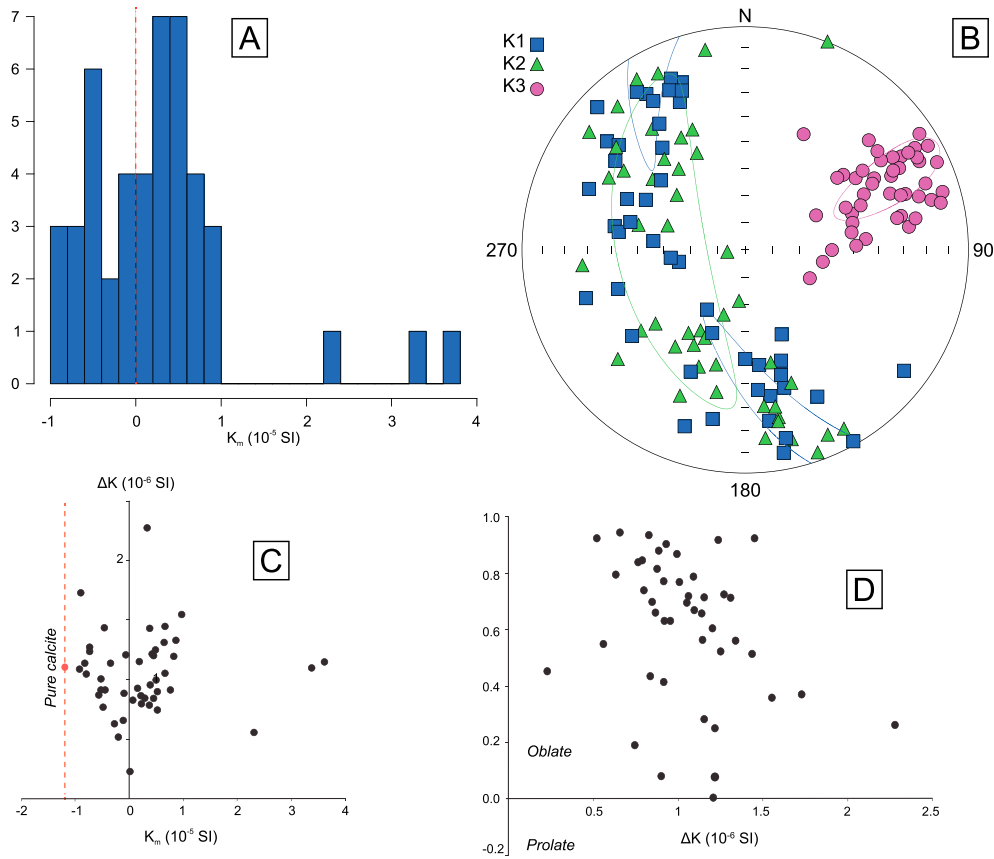 A
7
6
5
4
3
2
1
0
-1
0
1
2
3
4
Km (10-5 SI)
B
N
K1
K2
K3
270
90
180
ΔK (10-6 SI)
C
2
1
Pure calcite
-2
-1
0
1
2
3
4
Km (10-5 SI)
D
1.0
0.8
0.6
0.4
0.2
0.0
-0.2
Oblate
Prolate
0.5
1
1.5
2
2.5
ΔK (10-6 SI)